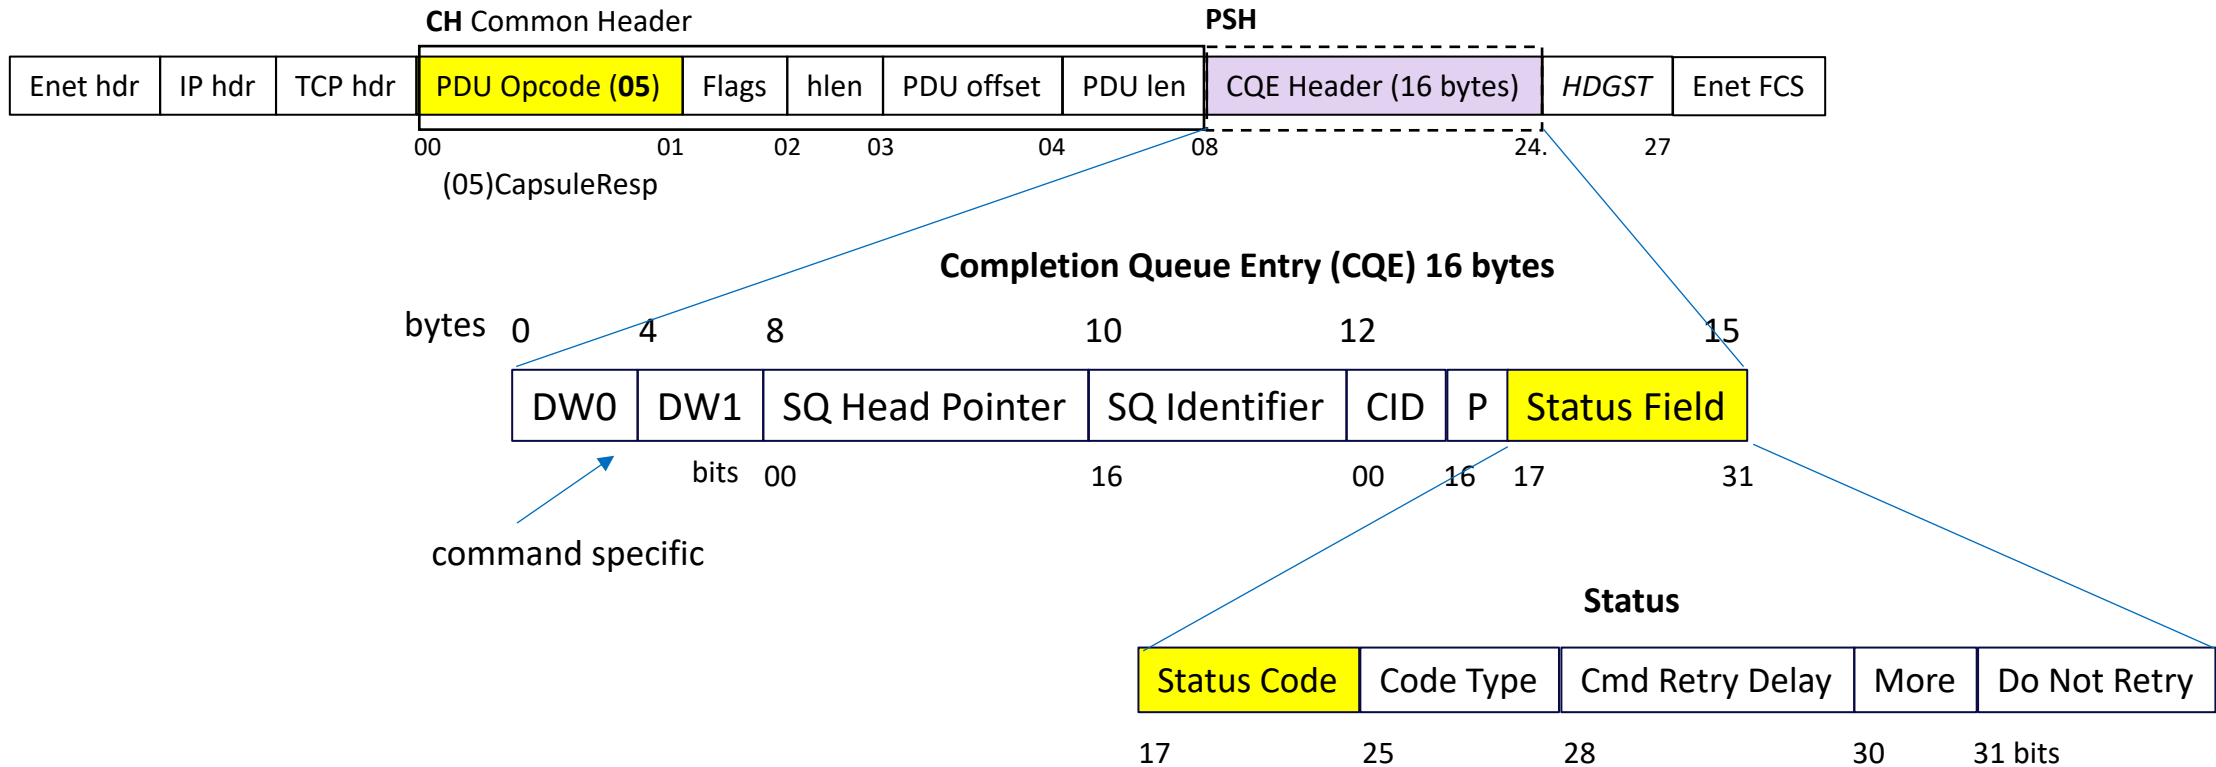 CH Common Header PSH
Enet hdr IP hdr TCP hdr PDU Opcode (05) Flags hlen PDU offset PDU len CQE Header (16 bytes) HDGST Enet FCS
00 01 02 03 04 08 24. 27
(05)CapsuleResp
Completion Queue Entry (CQE) 16 bytes
bytes 0 4 8 10 12 15
DW0 DW1 SQ Head Pointer SQ Identifier CID P Status Field
bits 00 16 00 16 17 31
command specific
Status
Status Code Code Type Cmd Retry Delay More Do Not Retry
17 25 28 30 31 bits